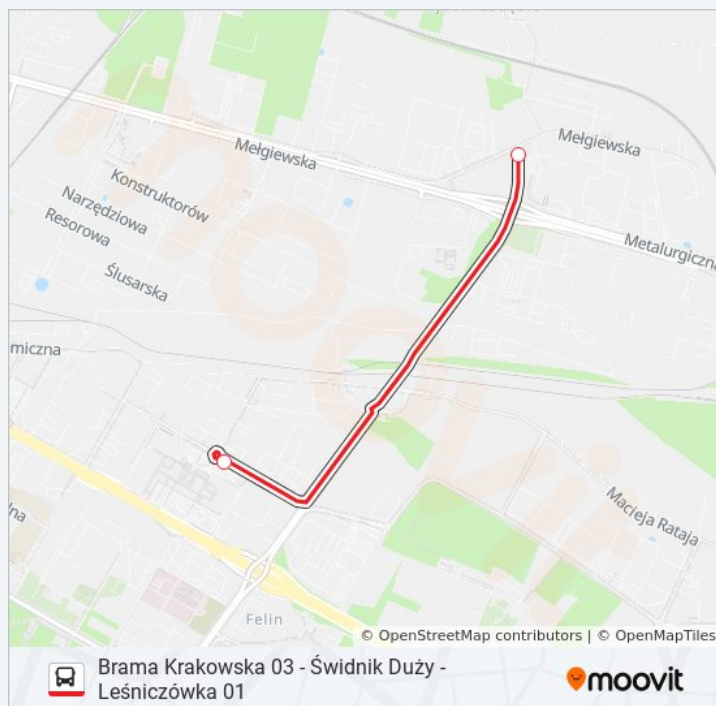 Mełgiewska
Mełgiewska
Konstruktorów
Narzędziowa
Resorowa
Metalurgiczna
Ślusarska
miczna
Macieja Rataja
lna
Felin
© OpenStreetMap contributors | © OpenMapTiles
Brama Krakowska 03 - Świdnik Duży -
Leśniczówka 01
moovit